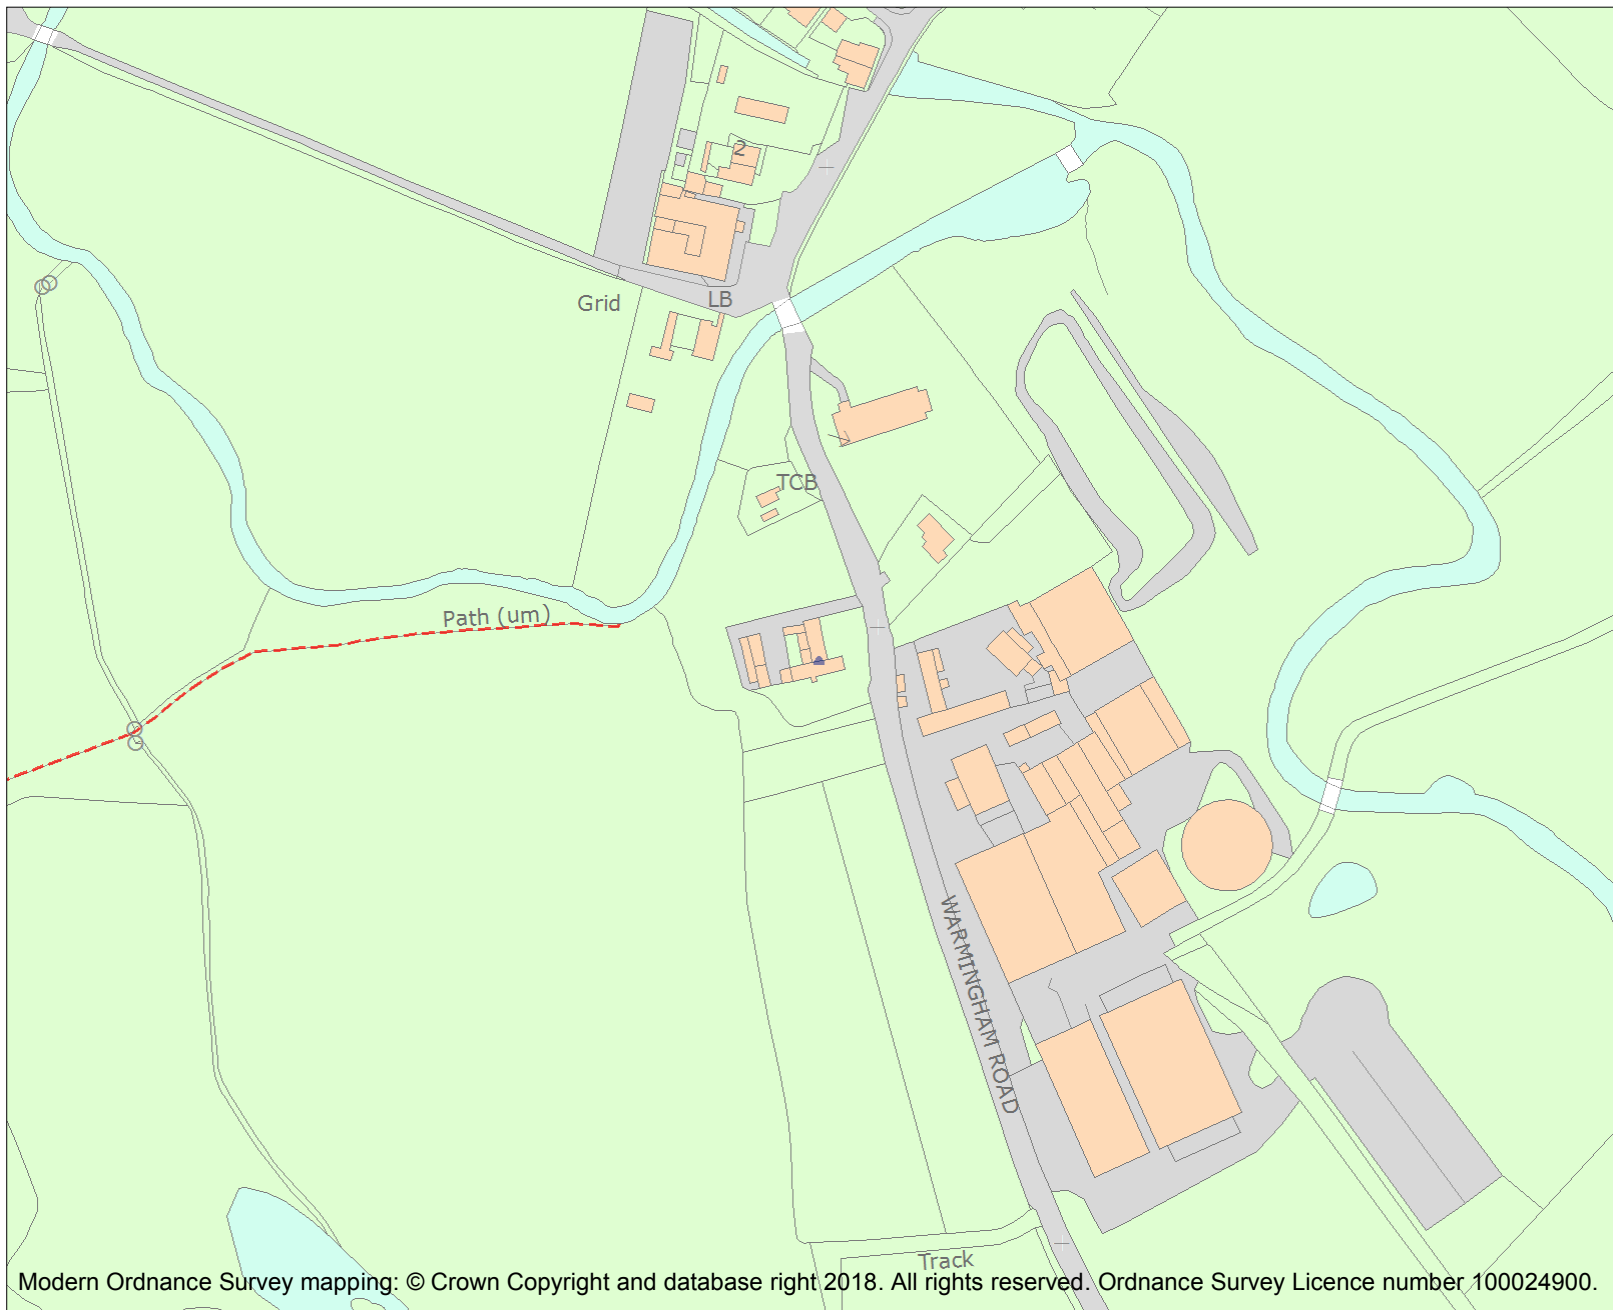 2
Grid
LB
TCB
Path (um)
WARMINGHAM ROAD
Track
Modern Ordnance Survey mapping: © Crown Copyright and database right 2018. All rights reserved. Ordnance Survey Licence number 100024900.